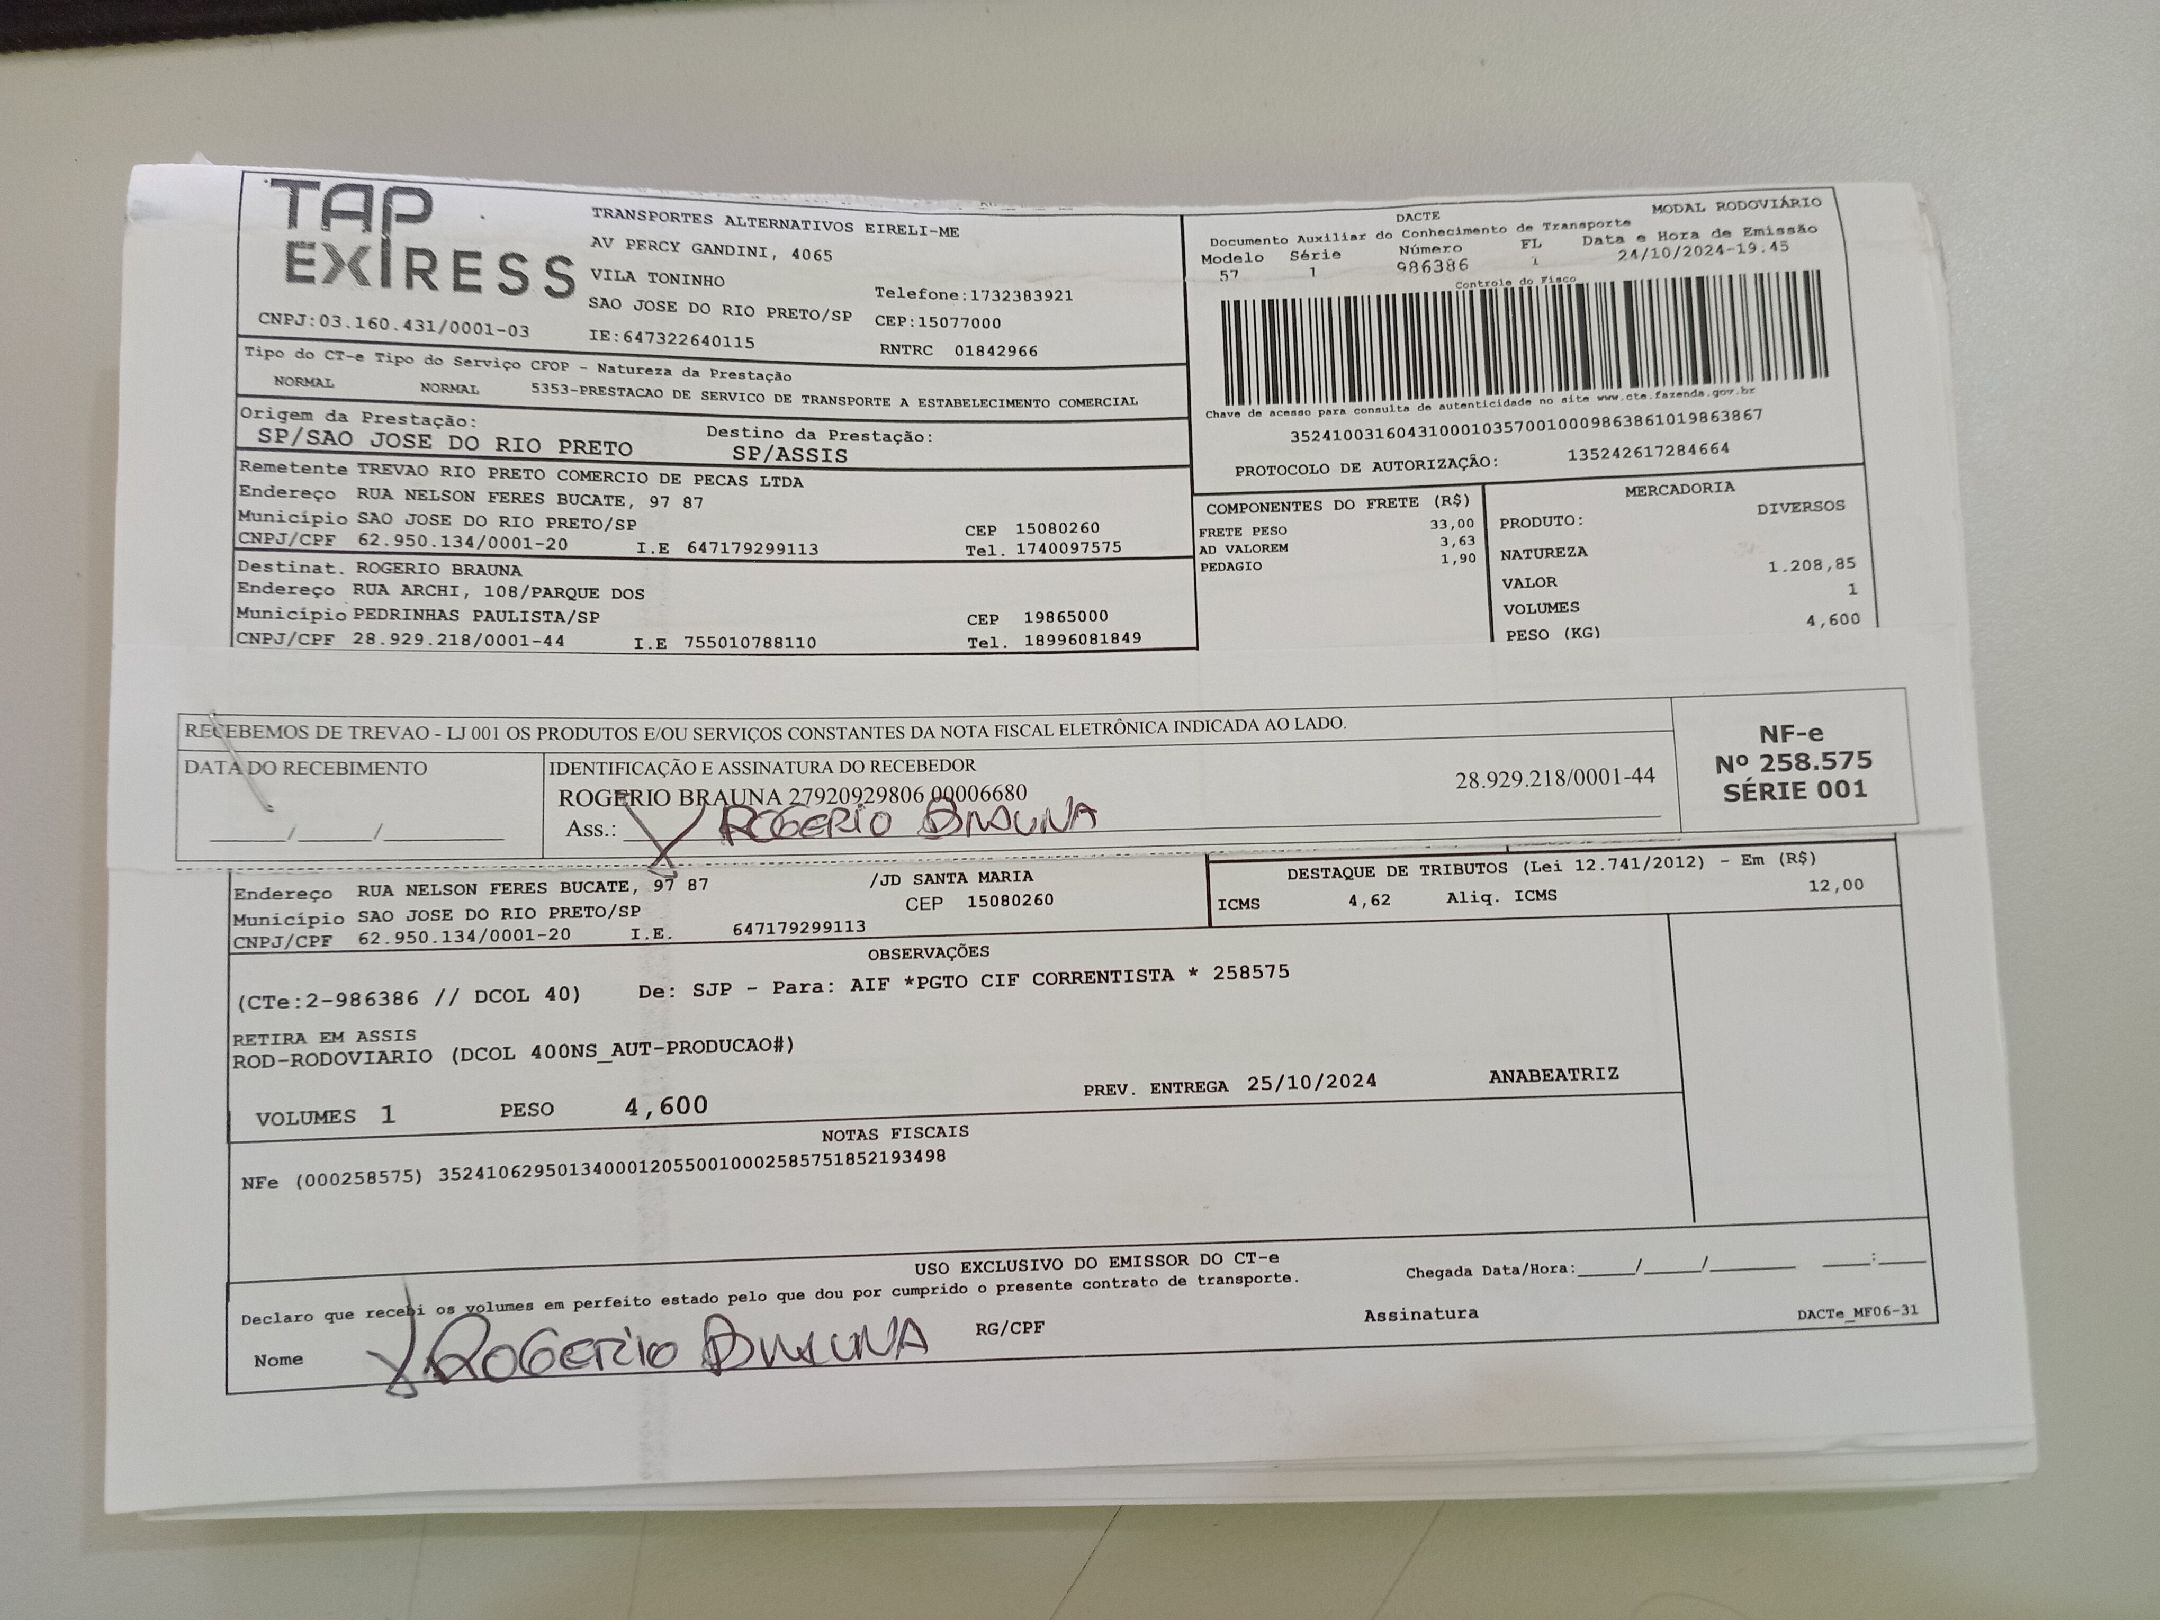 TAP
EXIRESS
CNPJ:03.160.431/0001-03
TRANSPORTES ALTERNATIVOS EIRELI-ME
AV PERCY GANDINI, 4065
VILA TONINHO
SAO JOSE DO RIO PRETO/SP
IE:647322640115
Telefone:1732383921
CEP:15077000
RNTRC 01842966
DACTE
MODAL RODOVIÁRIO
Documento Auxiliar do Conhecimento de Transporte
Modelo Série Número FL Data e Hora de Emissão
57 1 986386 1 24/10/2024-19.45
Controle do Fisco
Chave de acesso para consulta de autenticidade no site www.cte.fazenda.gov.br
35241003160431000103570010009863861019863867
PROTOCOLO DE AUTORIZAÇÃO: 135242617284664
Tipo do CT-e Tipo do Serviço CFOP - Natureza da Prestação
NORMAL NORMAL 5353-PRESTACAO DE SERVICO DE TRANSPORTE A ESTABELECIMENTO COMERCIAL
Origem da Prestação: Destino da Prestação:
SP/SAO JOSE DO RIO PRETO SP/ASSIS
Remetente TREVAO RIO PRETO COMERCIO DE PECAS LTDA
Endereço RUA NELSON FERES BUCATE, 97 87
Município SAO JOSE DO RIO PRETO/SP CEP 15080260
CNPJ/CPF 62.950.134/0001-20 I.E 647179299113 Tel. 1740097575
Destinat. ROGERIO BRAUNA
Endereço RUA ARCHI, 108/PARQUE DOS
Município PEDRINHAS PAULISTA/SP CEP 19865000
CNPJ/CPF 28.929.218/0001-44 I.E 755010788110 Tel. 18996081849
COMPONENTES DO FRETE (R$)
FRETE PESO 33,00
AD VALOREM 3,63
PEDAGIO 1,90
MERCADORIA
PRODUTO: DIVERSOS
NATUREZA
VALOR 1.208,85
VOLUMES 1
PESO (KG) 4,600
RECEBEMOS DE TREVAO - LJ 001 OS PRODUTOS E/OU SERVIÇOS CONSTANTES DA NOTA FISCAL ELETRÔNICA INDICADA AO LADO.
DATA DO RECEBIMENTO
____/____/________
IDENTIFICAÇÃO E ASSINATURA DO RECEBEDOR
ROGERIO BRAUNA 27920929806 00006680 28.929.218/0001-44
Ass.: X ROGERIO BRAUNA
NF-e
Nº 258.575
SÉRIE 001
Endereço RUA NELSON FERES BUCATE, 97 87 /JD SANTA MARIA
Município SAO JOSE DO RIO PRETO/SP CEP 15080260
CNPJ/CPF 62.950.134/0001-20 I.E. 647179299113
DESTAQUE DE TRIBUTOS (Lei 12.741/2012) - Em (R$)
ICMS 4,62 Aliq. ICMS 12,00
OBSERVAÇÕES
(CTe:2-986386 // DCOL 40) De: SJP - Para: AIF *PGTO CIF CORRENTISTA * 258575
RETIRA EM ASSIS
ROD-RODOVIARIO (DCOL 400NS_AUT-PRODUCAO#)
PREV. ENTREGA 25/10/2024 ANABEATRIZ
VOLUMES 1 PESO 4,600
NOTAS FISCAIS
NFe (000258575) 35241062950134000120550010002585751852193498
USO EXCLUSIVO DO EMISSOR DO CT-e
Declaro que recebi os volumes em perfeito estado pelo que dou por cumprido o presente contrato de transporte.
Chegada Data/Hora:____/____/______ ___:___
Nome X ROGERIO BRAUNA RG/CPF Assinatura DACTe_MF06-31